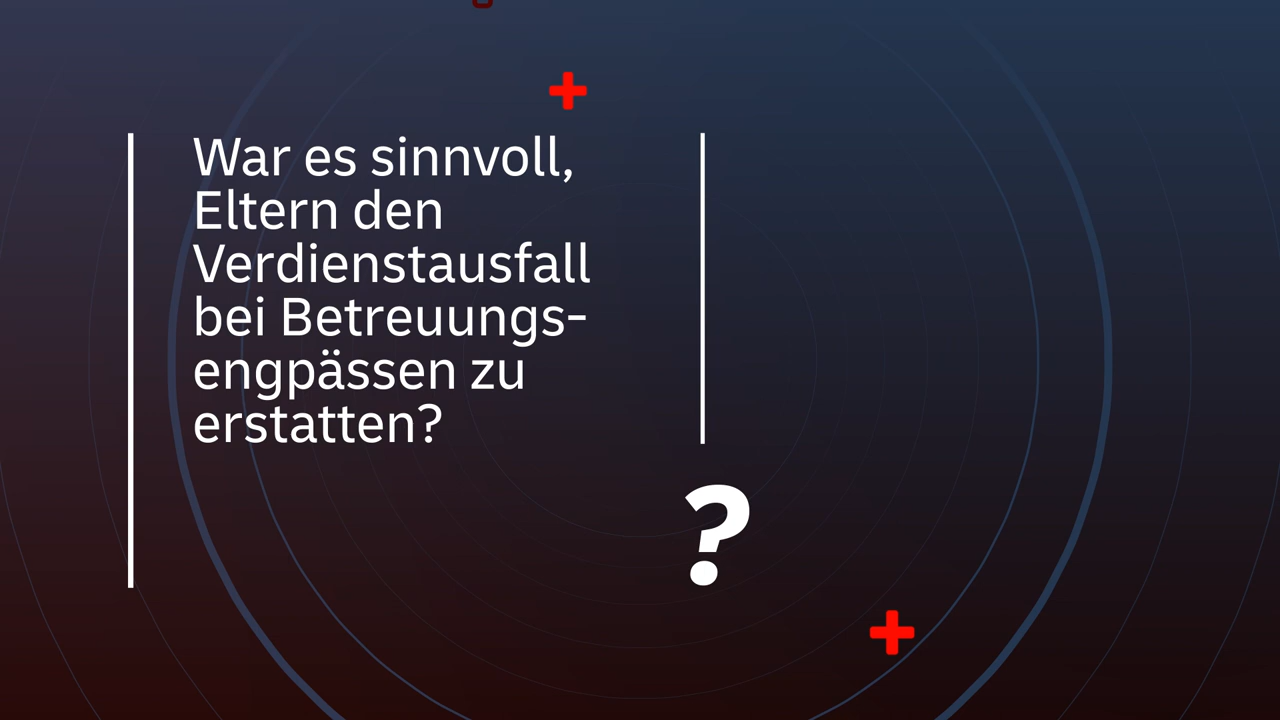 War es sinnvoll,
Eltern den
Verdienstausfall
bei Betreuungs-
engpässen zu
erstatten?
?